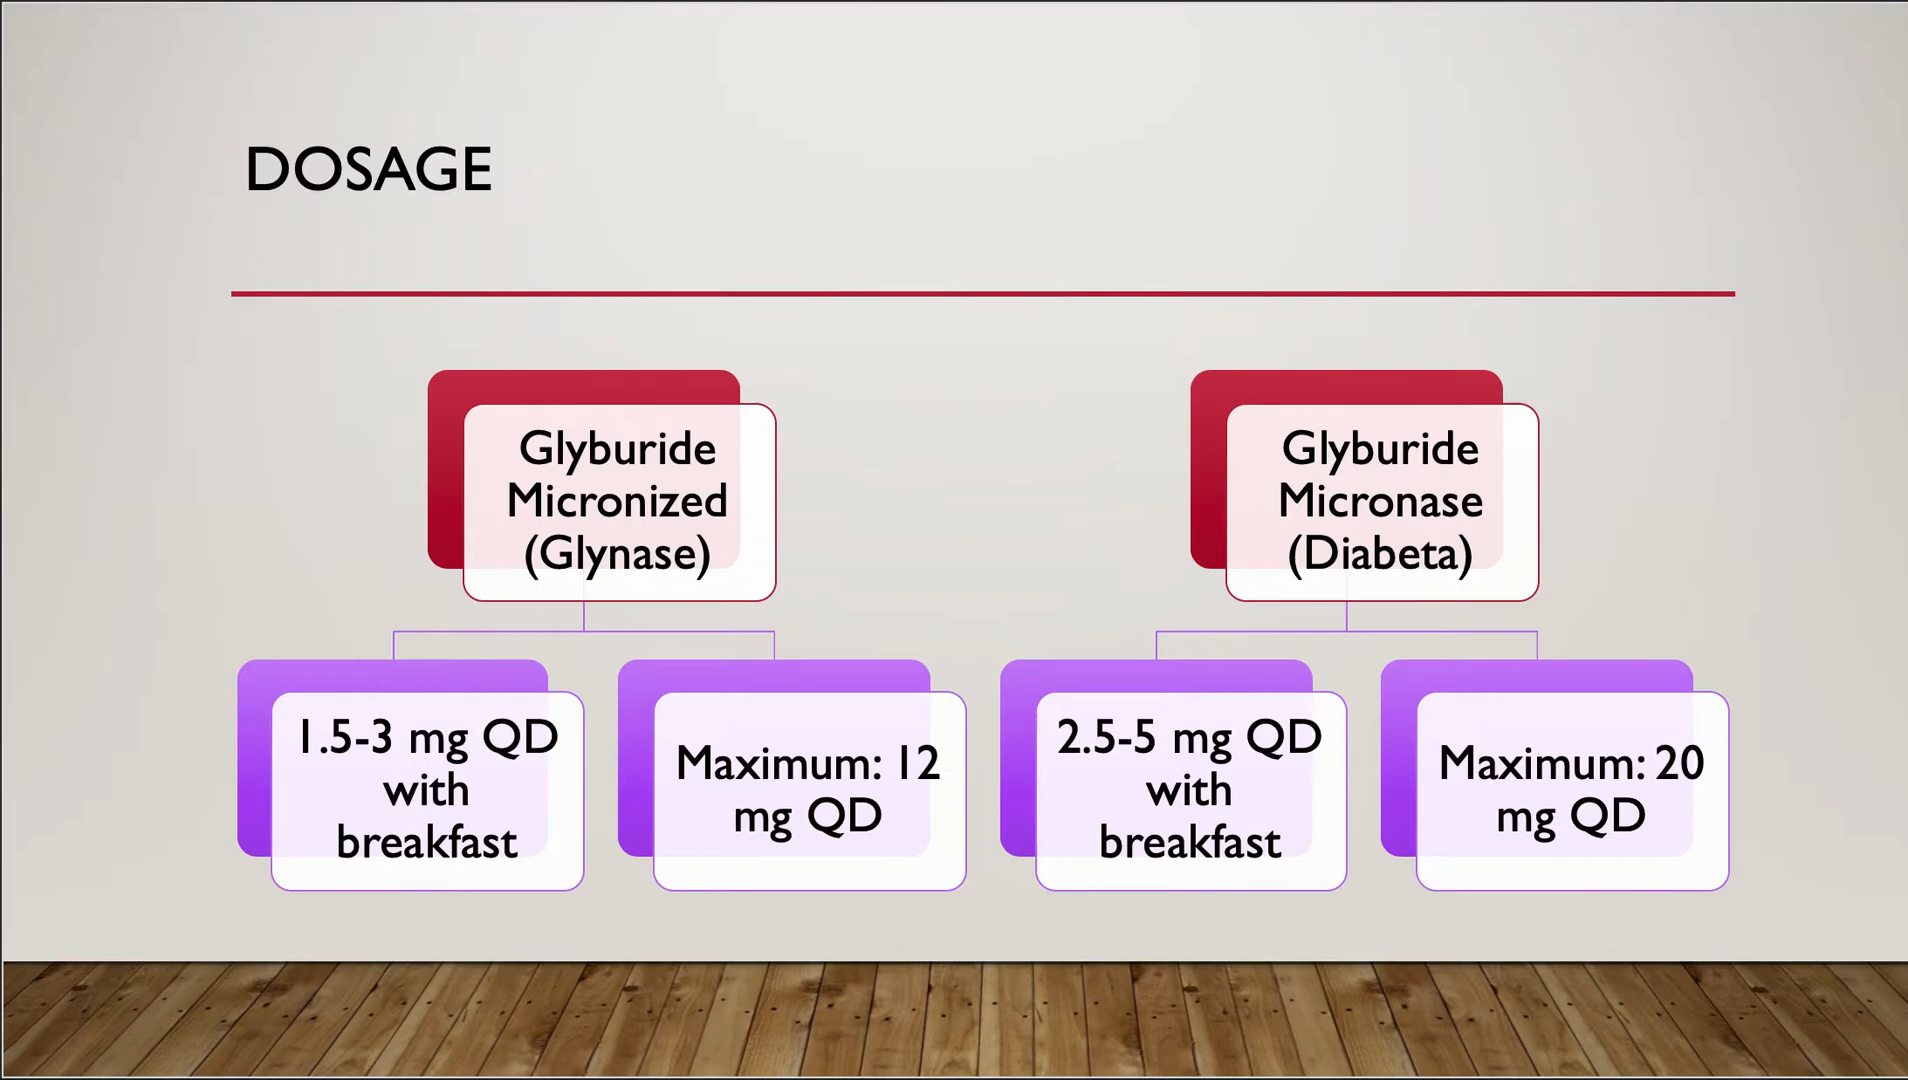 DOSAGE
Glyburide
Micronized
(Glynase)
Glyburide
Micronase
(Diabeta)
1.5-3 mg QD
with
breakfast
Maximum: 12
mg QD
2.5-5 mg QD
with
breakfast
Maximum: 20
mg QD